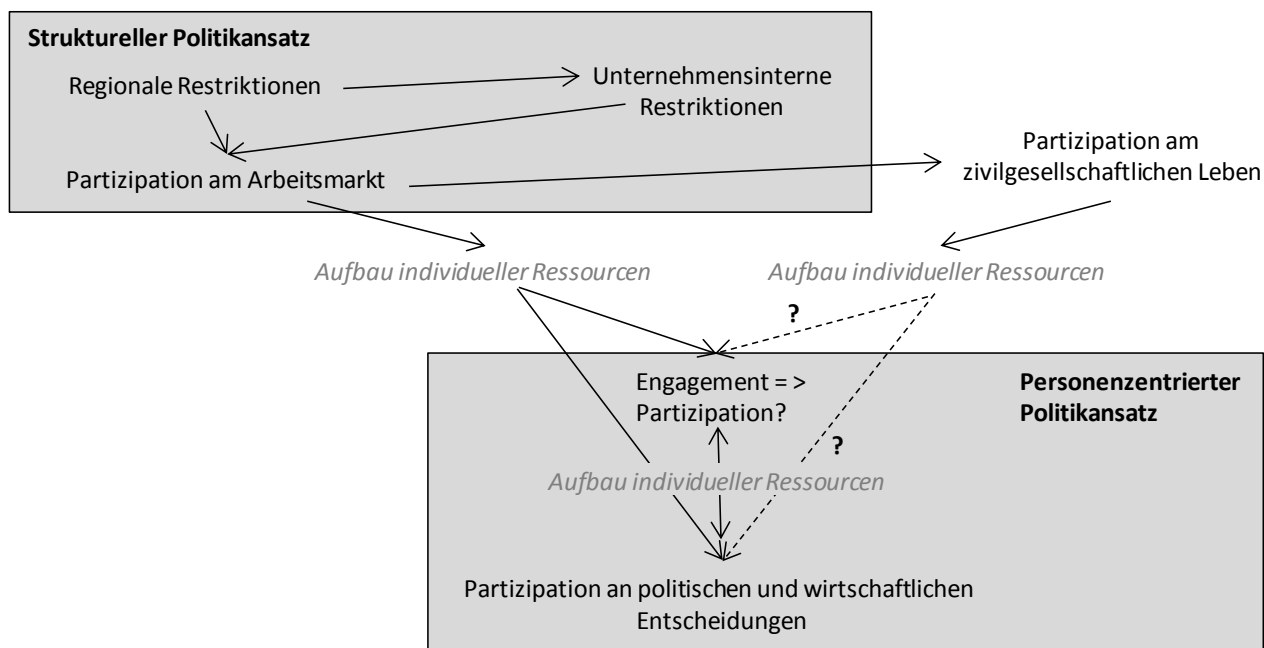 Struktureller Politikansatz
Regionale Restriktionen
Unternehmensinterne
Restriktionen
Partizipation am Arbeitsmarkt
Partizipation am
zivilgesellschaftlichen Leben
Aufbau individueller Ressourcen
Aufbau individueller Ressourcen
?
Engagement = >
Partizipation?
Personenzentrierter
Politikansatz
?
Aufbau individueller Ressourcen
Partizipation an politischen und wirtschaftlichen
Entscheidungen